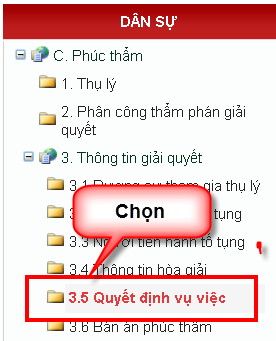 DÂN SỰ
C. Phúc thẩm
1. Thụ lý
2. Phân công thẩm phán giải
quyết
3. Thông tin giải quyết
3.1 Đương sự tham gia thụ lý
3. tụng
Chọn
3.3 Người tiến hành tố tụng
3.4 Thông tin hòa giải
3.5 Quyết định vụ việc
3.6 Bản án phúc thẩm